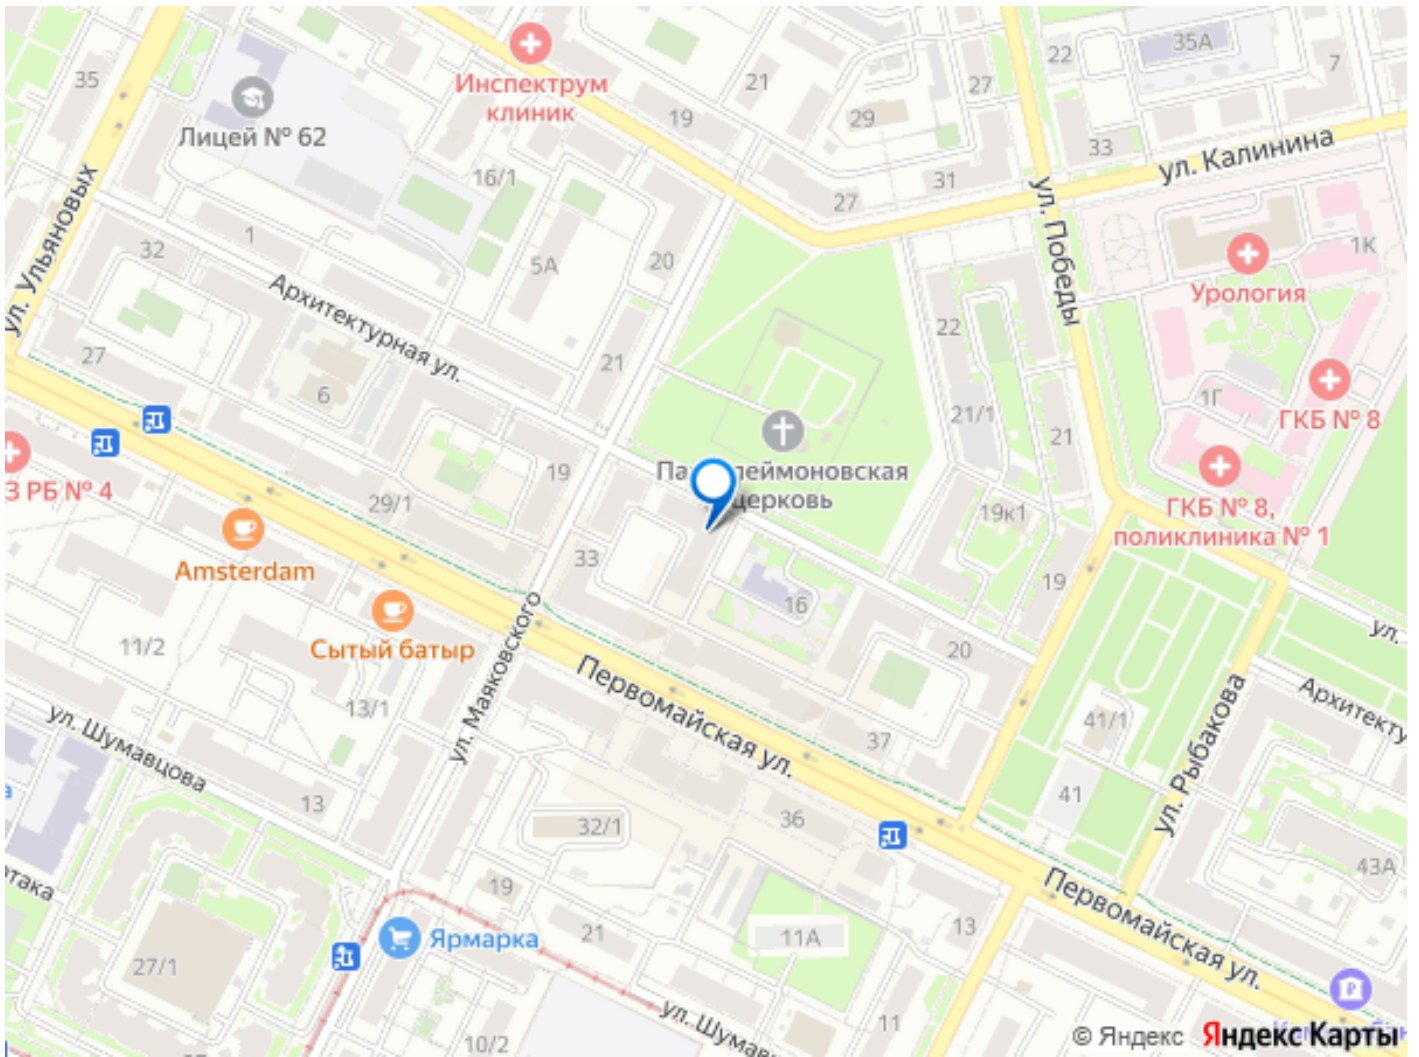 35
Лицей № 62
Инспектрум
клиник
21
19
29
27
22
35А
7
33
ул. Калинина
16/1
31
27
ул. Победы
ул. Ульяновых
32
1
5А
20
1К
Урология
Архитектурная ул.
22
27
6
21
1Г
ГКБ № 8
21/1
21
З РБ № 4
19
29/1
церковь
19к1
ГКБ № 8,
поликлиника № 1
Amsterdam
33
16
19
Сытый батыр
11/2
ул. Маяковского
20
ул.
Первомайская ул.
13/1
37
41/1
Архитекту
ул. Шумавцова
13
ул. Рыбакова
41
32/1
36
43А
19
Первомайская ул.
13
Ярмарка
21
11А
27/1
ул. Шумав
11
10/2
© Яндекс Яндекс Карты